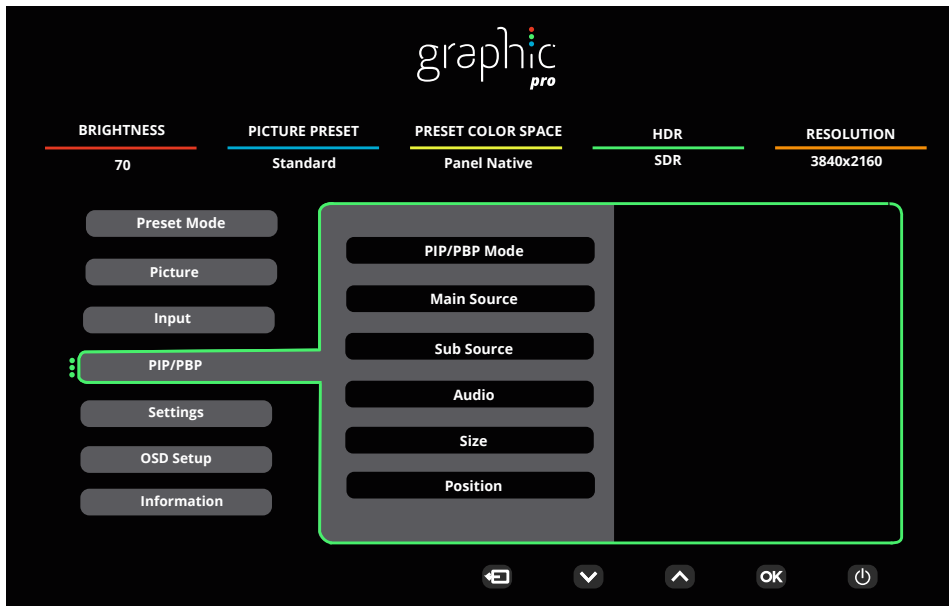 graphic
pro
BRIGHTNESS
PICTURE PRESET
PRESET COLOR SPACE
HDR
RESOLUTION
70
Standard
Panel Native
SDR
3840x2160
Preset Mode
Picture
Input
PIP/PBP
Settings
OSD Setup
Information
PIP/PBP Mode
Main Source
Sub Source
Audio
Size
Position
OK